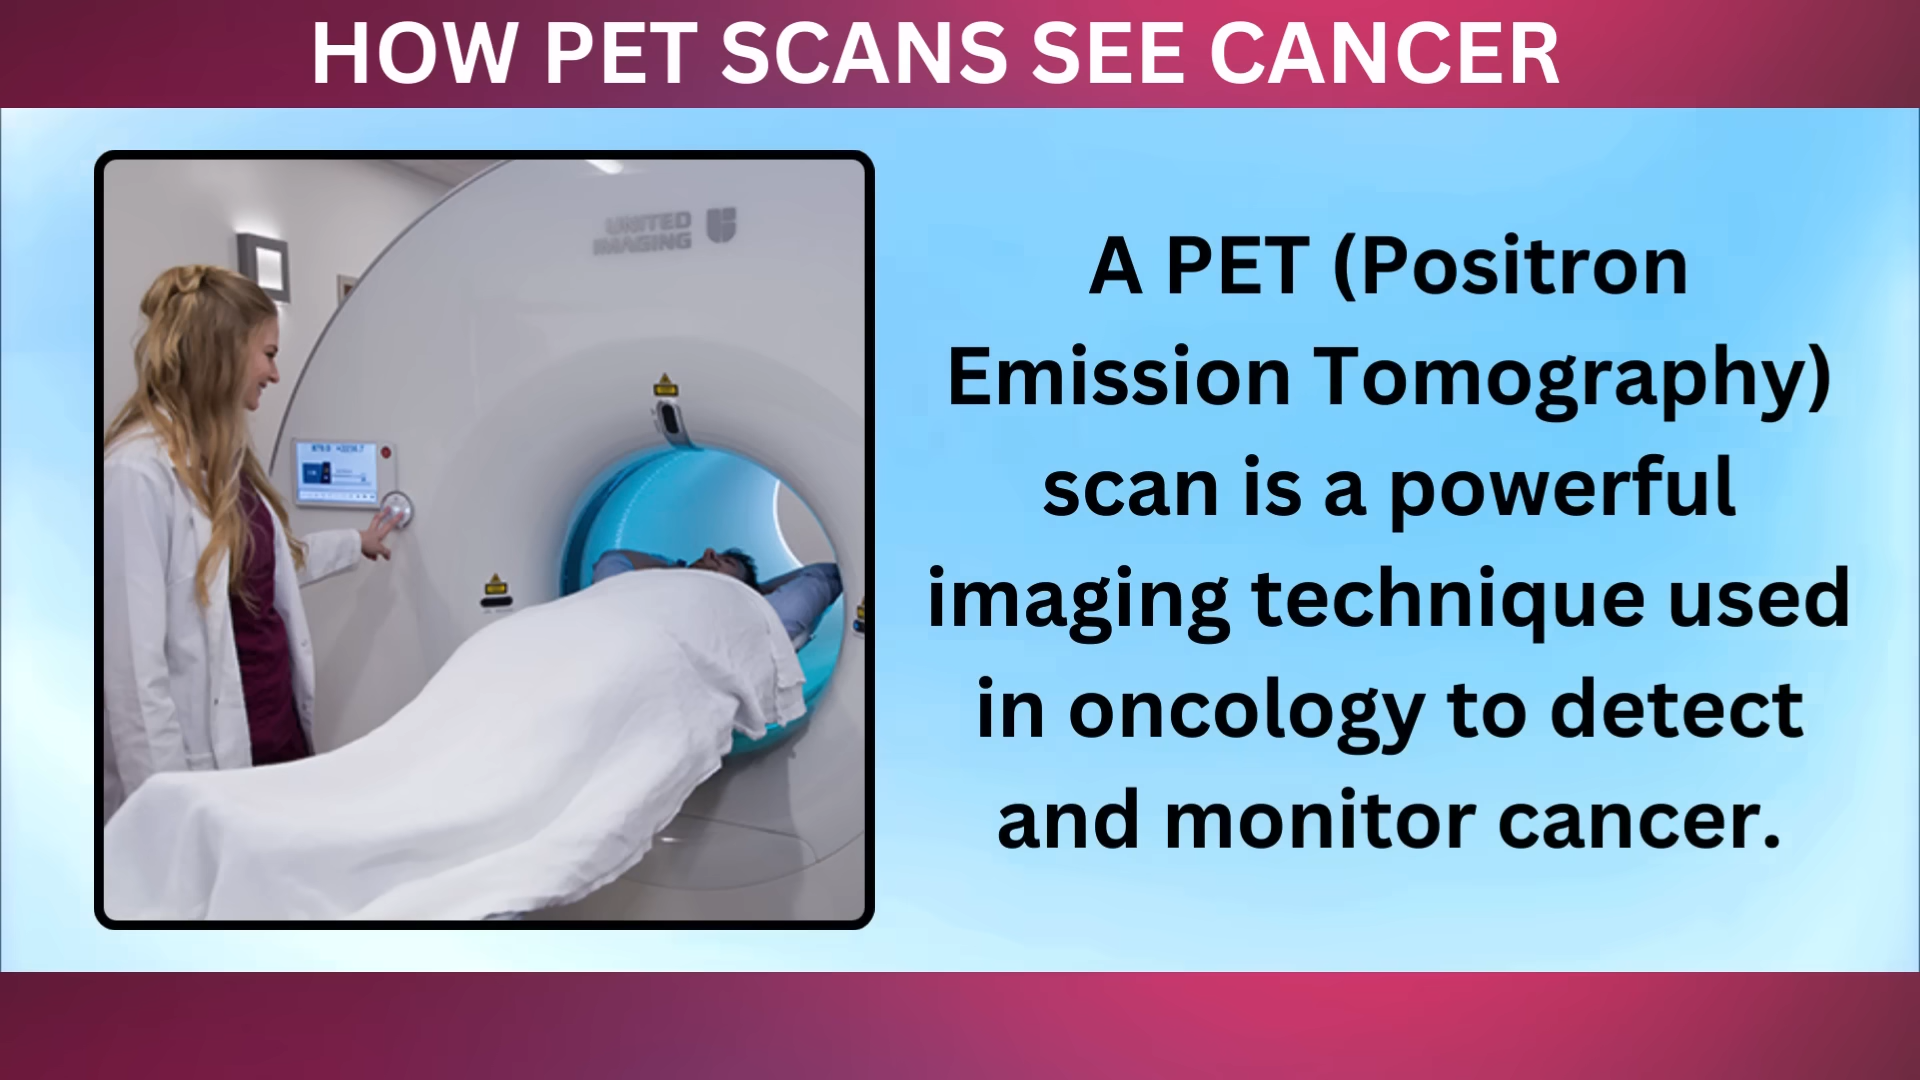 HOW PET SCANS SEE CANCER
UNITED
IMAGING
A PET (Positron
Emission Tomography)
scan is a powerful
imaging technique used
in oncology to detect
and monitor cancer.